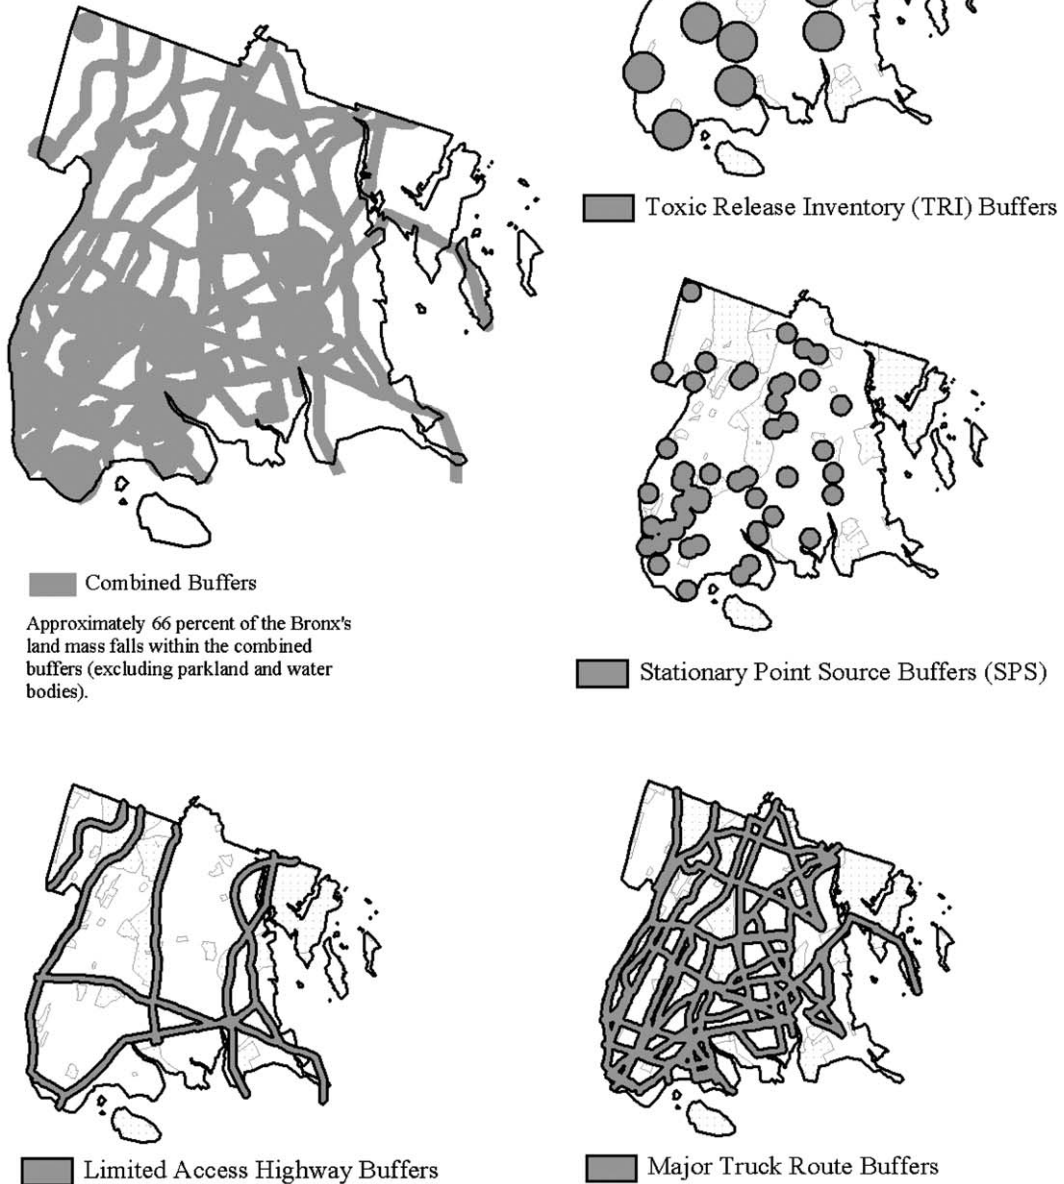 Toxic Release Inventory (TRI) Buffers
Combined Buffers
Approximately 66 percent of the Bronx's
land mass falls within the combined
buffers (excluding parkland and water
bodies).
Stationary Point Source Buffers (SPS)
Limited Access Highway Buffers
Major Truck Route Buffers